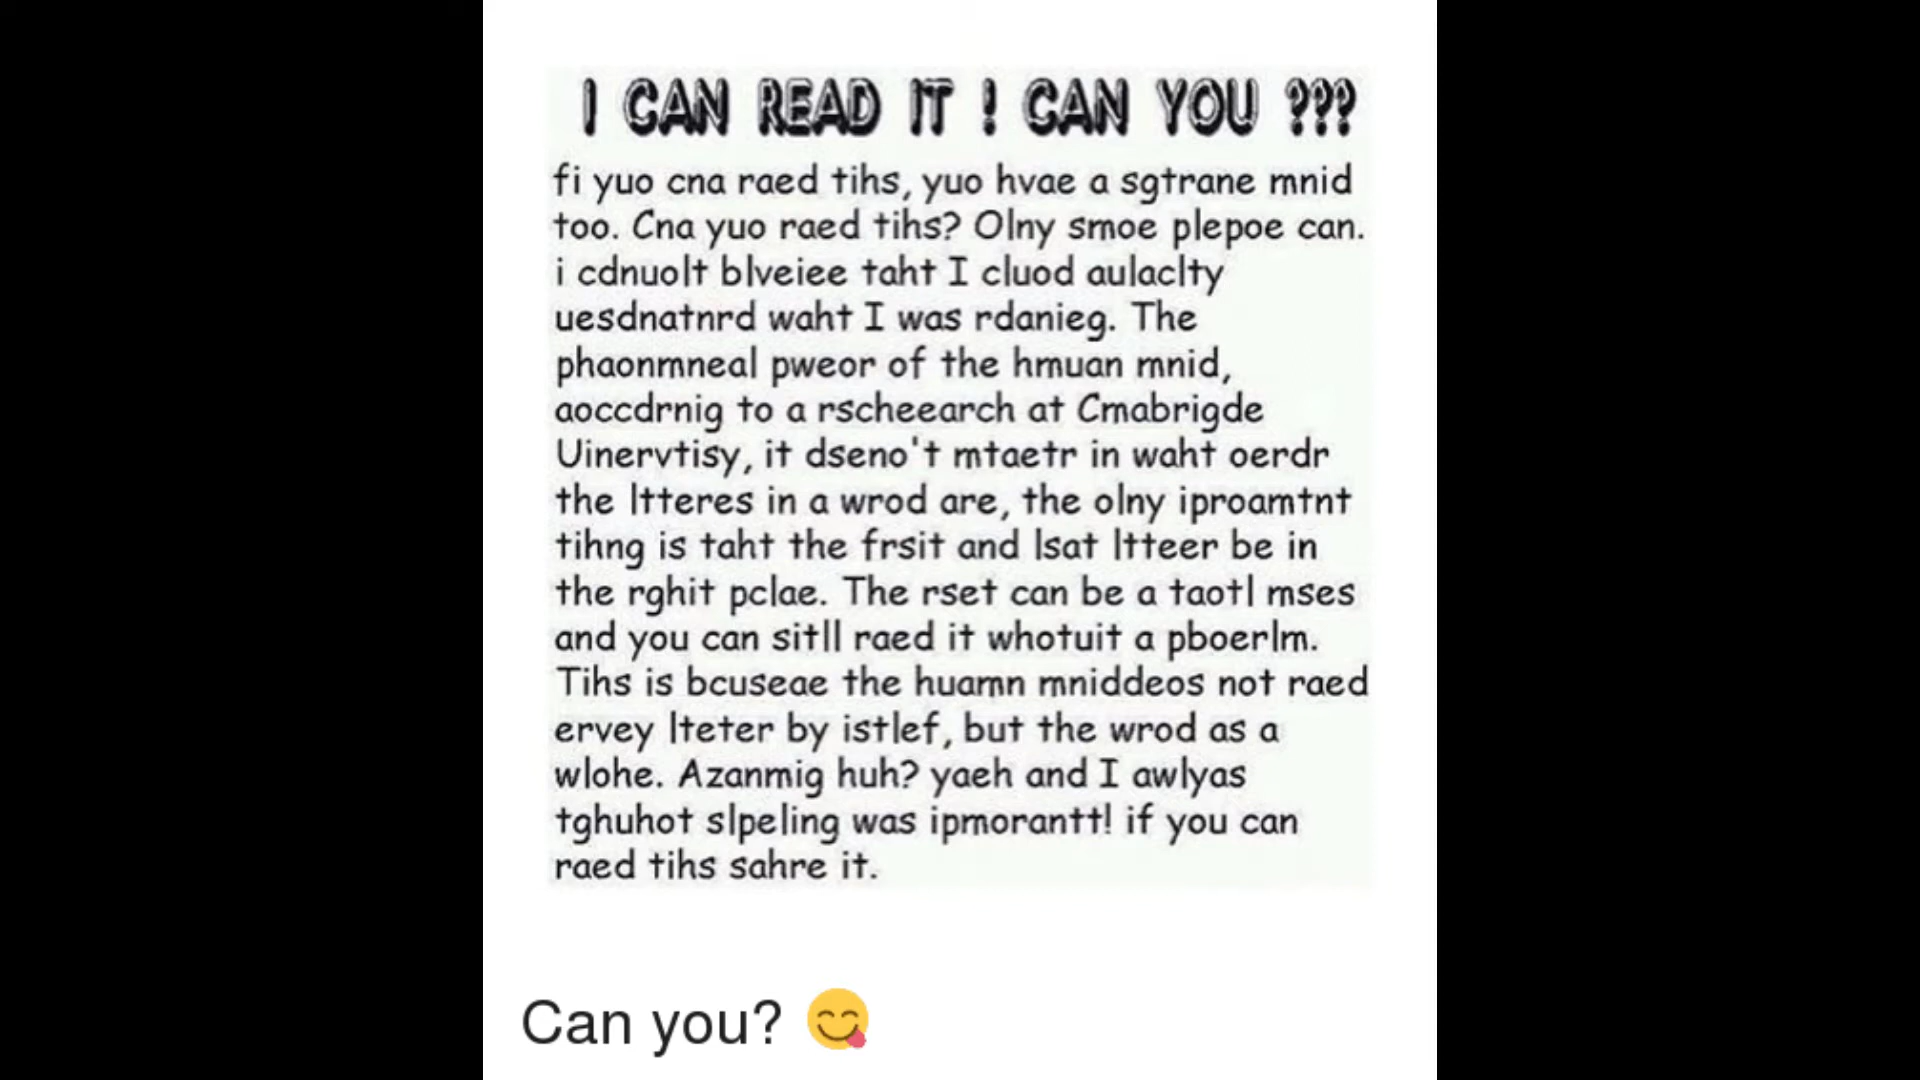 I CAN READ IT ! CAN YOU ???
fi yuo cna raed tihs, yuo hvae a sgtrane mnid
too. Cna yuo raed tihs? Olny smoe plepoe can.
i cdnuolt blveiee taht I cluod aulaclty
uesdnatnrd waht I was rdanieg. The
phaonmneal pweor of the hmuan mnid,
aoccdrnig to a rscheearch at Cmabrigde
Uinervtisy, it dseno't mtaetr in waht oerdr
the ltteres in a wrod are, the olny iproamtnt
tihng is taht the frsit and lsat ltteer be in
the rghit pclae. The rset can be a taotl mses
and you can sitll raed it whotuit a pboerlm.
Tihs is bcuseae the huamn mniddeos not raed
ervey lteter by istlef, but the wrod as a
wlohe. Azanmig huh? yaeh and I awlyas
tghuhot slpeling was ipmorantt! if you can
raed tihs sahre it.
Can you? 😋